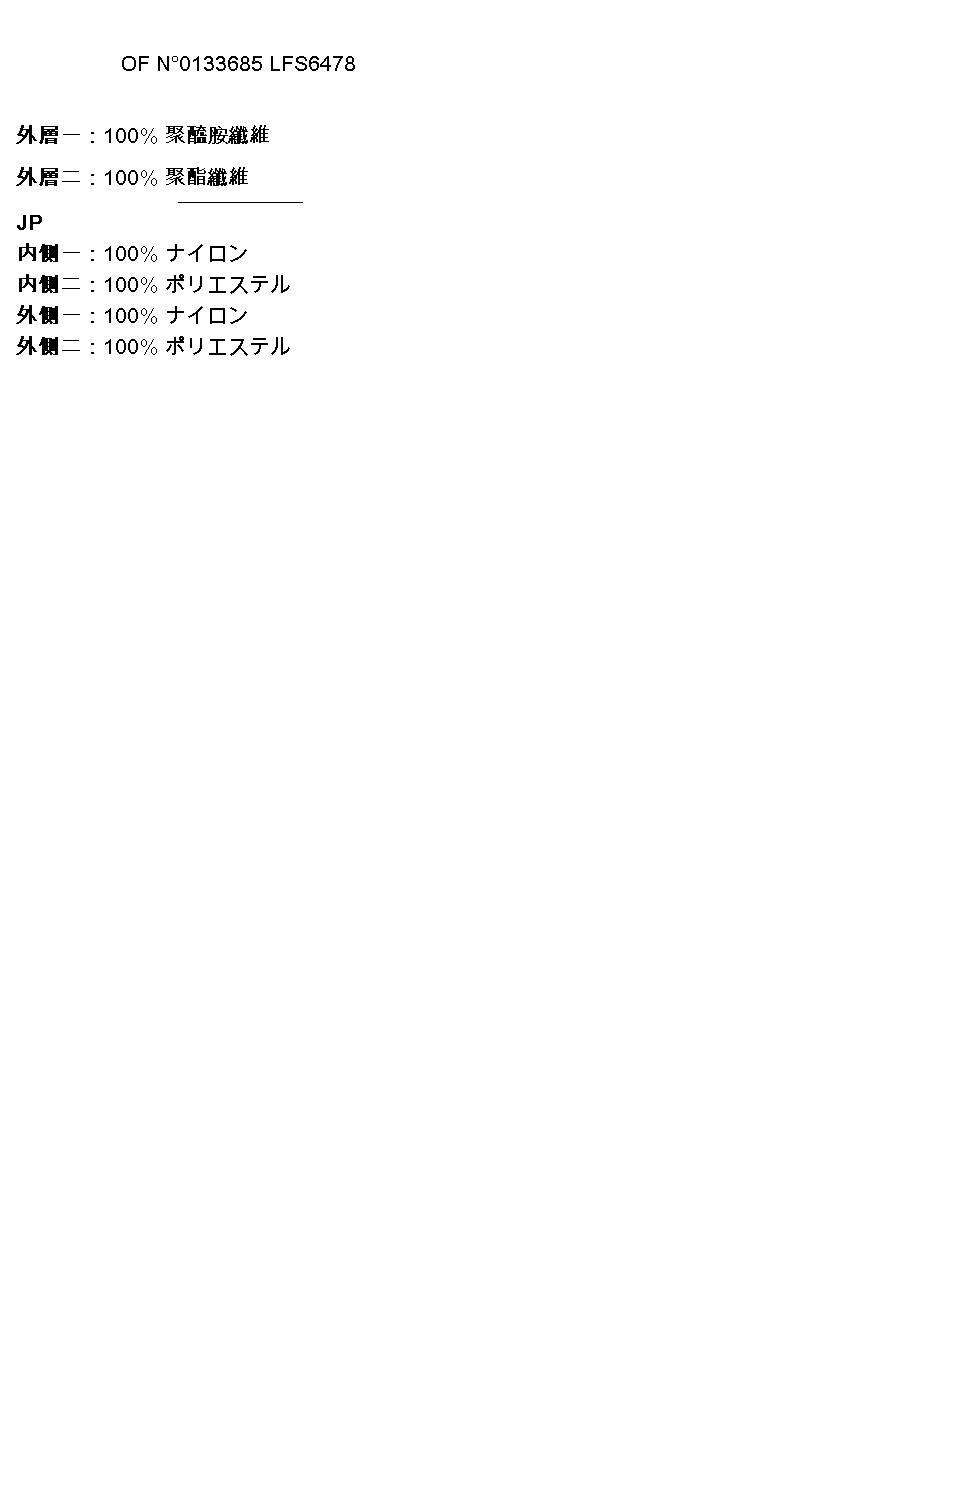 OF N°0133685 LFS6478
外層一 : 100% 聚醯胺纖維
外層二 : 100% 聚酯纖維
JP
内側一 : 100% ナイロン
内側二 : 100% ポリエステル
外側一 : 100% ナイロン
外側二 : 100% ポリエステル